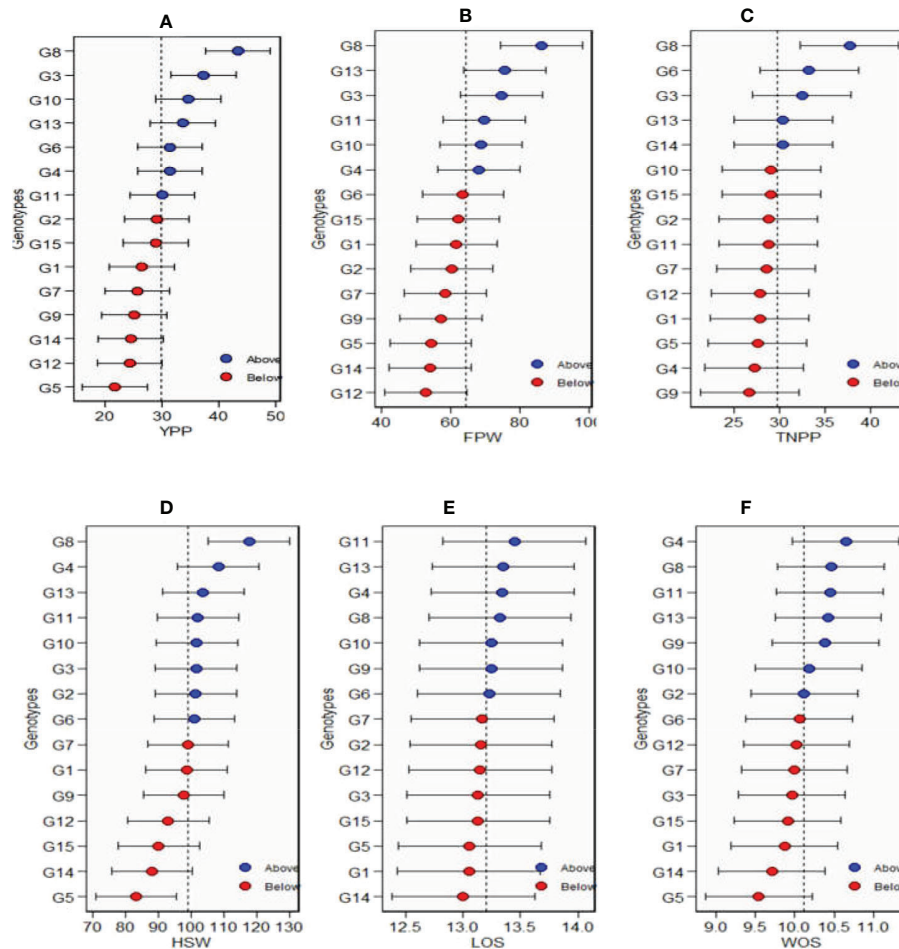 A
Genotypes
G8
G3
G10
G13
G6
G4
G11
G2
G15
G1
G7
G9
G14
G12
G5
Above
Below
20 30 40 50
YPP
B
Genotypes
G8
G13
G3
G11
G10
G4
G6
G15
G1
G2
G7
G9
G5
G14
G12
Above
Below
40 60 80 100
FPW
C
Genotypes
G8
G6
G3
G13
G14
G10
G15
G2
G11
G7
G12
G1
G5
G4
G9
Above
Below
25 30 35 40
TNPP
D
Genotypes
G8
G4
G13
G11
G10
G3
G2
G6
G7
G1
G9
G12
G15
G14
G5
Above
Below
70 80 90 100 110 120 130
HSW
E
Genotypes
G11
G13
G4
G8
G10
G9
G6
G7
G2
G12
G3
G15
G5
G1
G14
Above
Below
12.5 13.0 13.5 14.0
LOS
F
Genotypes
G4
G8
G11
G13
G9
G10
G2
G6
G12
G7
G3
G15
G1
G14
G5
Above
Below
9.0 9.5 10.0 10.5 11.0
WOS